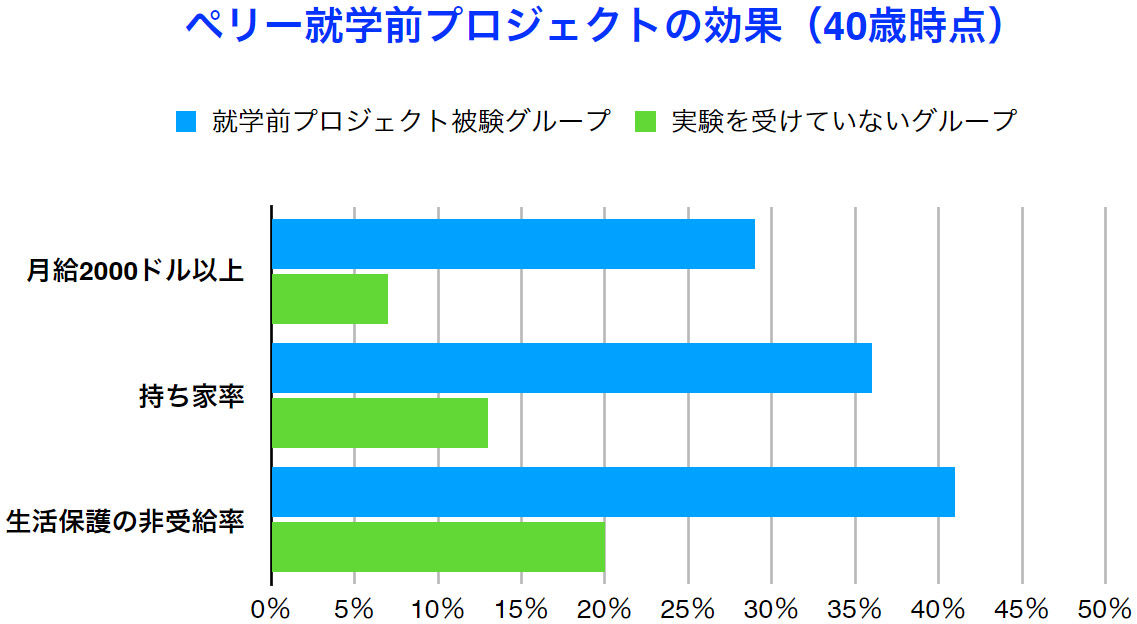 ペリー就学前プロジェクトの効果（40歳時点）
就学前プロジェクト被験グループ 実験を受けていないグループ
月給2000ドル以上
持ち家率
生活保護の非受給率
0% 5% 10% 15% 20% 25% 30% 35% 40% 45% 50%